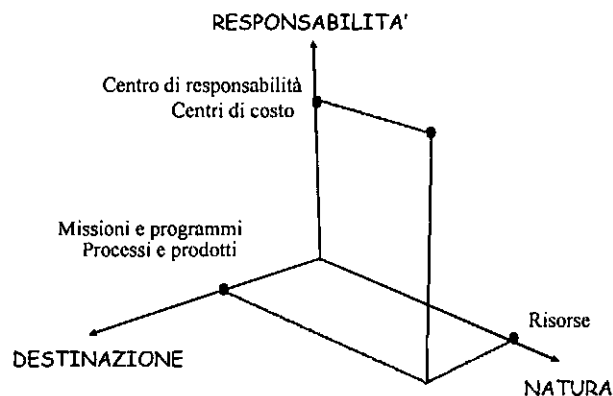 RESPONSABILITA'
Centro di responsabilità
Centri di costo
Missioni e programmi
Processi e prodotti
Risorse
DESTINAZIONE
NATURA